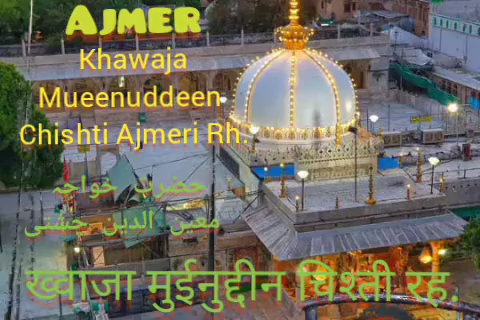 Ajmer
Khawaja
Mueenuddeen
Chishti Ajmeri Rh.
حضرت خواجہ
معین الدین چشتی
ख्वाजा मुईनुद्दीन चिश्ती रह.